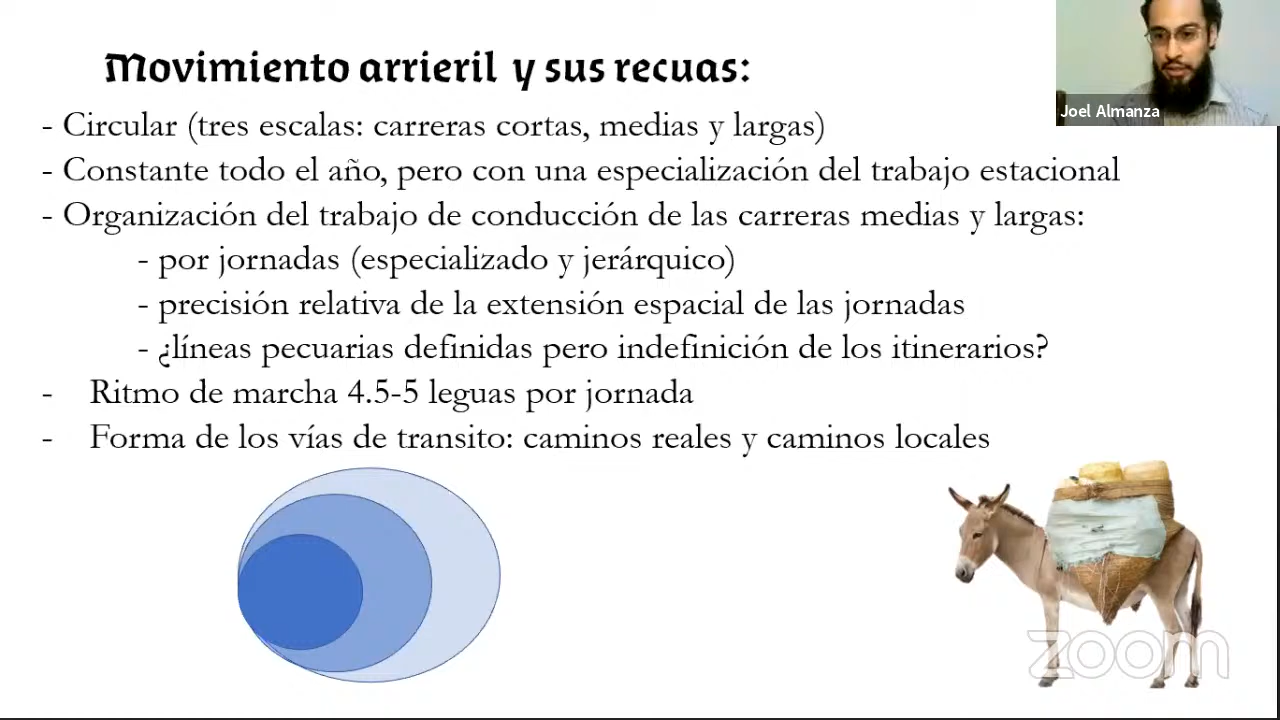 Movimiento arrieril y sus recuas:
Joel Almanza
- Circular (tres escalas: carreras cortas, medias y largas)
- Constante todo el año, pero con una especialización del trabajo estacional
- Organización del trabajo de conducción de las carreras medias y largas:
- por jornadas (especializado y jerárquico)
- precisión relativa de la extensión espacial de las jornadas
- ¿líneas pecuarias definidas pero indefinición de los itinerarios?
- Ritmo de marcha 4.5-5 leguas por jornada
- Forma de los vías de transito: caminos reales y caminos locales
zoom